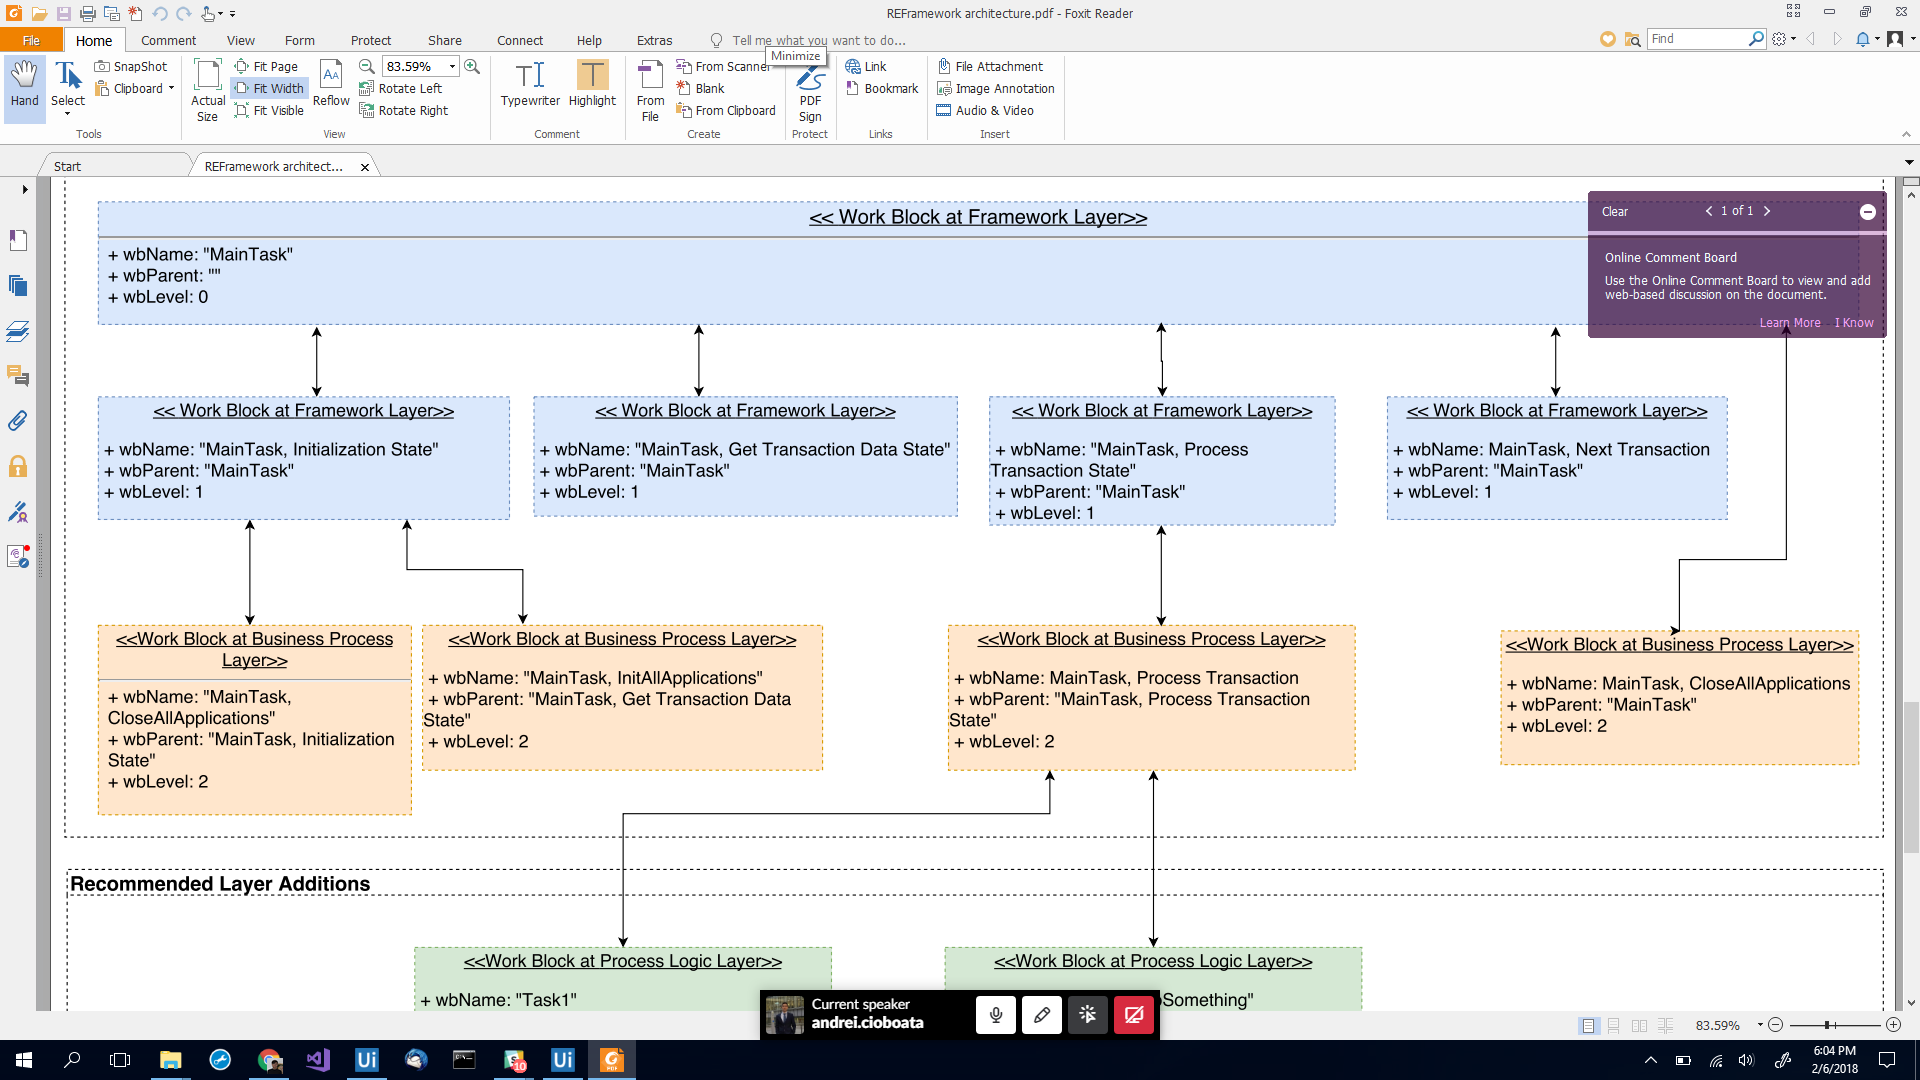 REFramework architecture.pdf - Foxit Reader
File
Home
Comment
View
Form
Protect
Share
Connect
Help
Extras
Tell me what you want to do...
Find
Minimize
Hand
Select
SnapShot
Clipboard
Tools
Actual
Size
Fit Page
Fit Width
Fit Visible
Reflow
83.59%
Rotate Left
Rotate Right
View
Typewriter
Highlight
Comment
From
File
From Scanner
Blank
From Clipboard
Create
PDF
Sign
Protect
Link
Bookmark
Links
File Attachment
Image Annotation
Audio & Video
Insert
Start
REFramework architect...
<< Work Block at Framework Layer>>
+ wbName: "MainTask"
+ wbParent: ""
+ wbLevel: 0
Clear
1 of 1
Online Comment Board
Use the Online Comment Board to view and add
web-based discussion on the document.
Learn More
I Know
<< Work Block at Framework Layer>>
+ wbName: "MainTask, Initialization State"
+ wbParent: "MainTask"
+ wbLevel: 1
<< Work Block at Framework Layer>>
+ wbName: "MainTask, Get Transaction Data State"
+ wbParent: "MainTask"
+ wbLevel: 1
<< Work Block at Framework Layer>>
+ wbName: "MainTask, Process
Transaction State"
+ wbParent: "MainTask"
+ wbLevel: 1
<< Work Block at Framework Layer>>
+ wbName: MainTask, Next Transaction
+ wbParent: "MainTask"
+ wbLevel: 1
<<Work Block at Business Process
Layer>>
+ wbName: "MainTask,
CloseAllApplications"
+ wbParent: "MainTask, Initialization
State"
+ wbLevel: 2
<<Work Block at Business Process Layer>>
+ wbName: "MainTask, InitAllApplications"
+ wbParent: "MainTask, Get Transaction Data
State"
+ wbLevel: 2
<<Work Block at Business Process Layer>>
+ wbName: MainTask, Process Transaction
+ wbParent: "MainTask, Process Transaction
State"
+ wbLevel: 2
<<Work Block at Business Process Layer>>
+ wbName: MainTask, CloseAllApplications
+ wbParent: "MainTask"
+ wbLevel: 2
Recommended Layer Additions
<<Work Block at Process Logic Layer>>
+ wbName: "Task1"
<<Work Block at Process Logic Layer>>
Something"
Current speaker
andrei.cioboata
83.59%
Ui
10
Ui
PDF
6:04 PM
2/6/2018